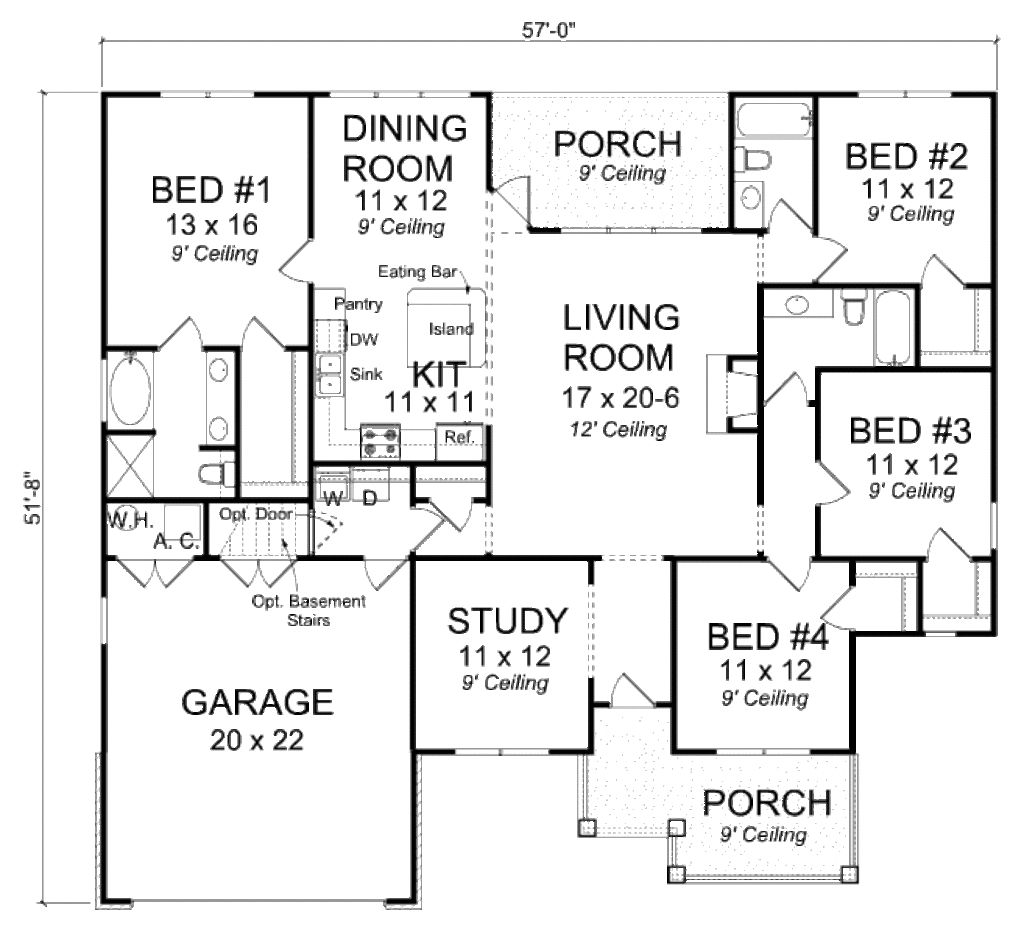 57'-0"
51'-8"
BED #1
13 x 16
9' Ceiling
DINING
ROOM
11 x 12
9' Ceiling
PORCH
9' Ceiling
BED #2
11 x 12
9' Ceiling
Eating Bar
Pantry
DW
Island
Sink
KIT
11 x 11
Ref.
LIVING
ROOM
17 x 20-6
12' Ceiling
BED #3
11 x 12
9' Ceiling
W D
W.H.
A. C.
Opt. Door
Opt. Basement
Stairs
STUDY
11 x 12
9' Ceiling
BED #4
11 x 12
9' Ceiling
GARAGE
20 x 22
PORCH
9' Ceiling